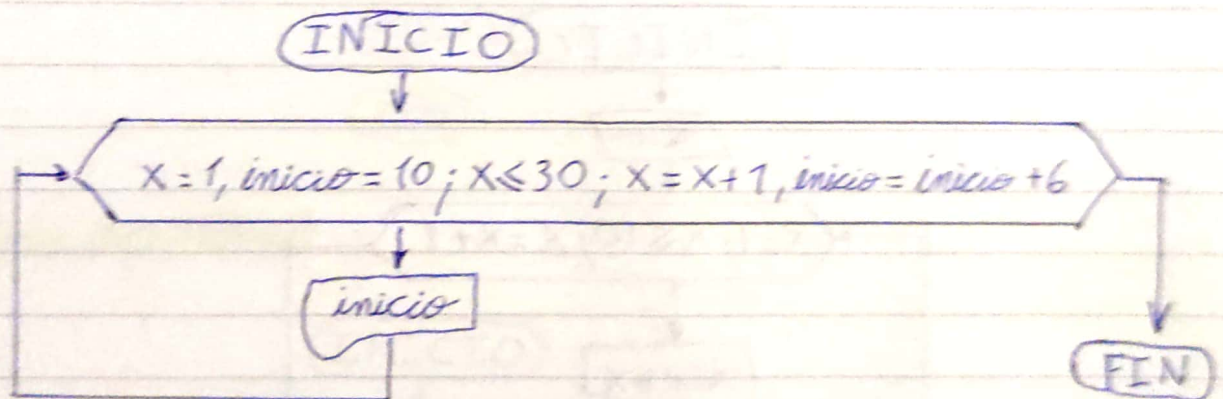 INICIO
X=1, inicio=10; X≤30; X=X+1, inicio=inicio+6
inicio
FIN